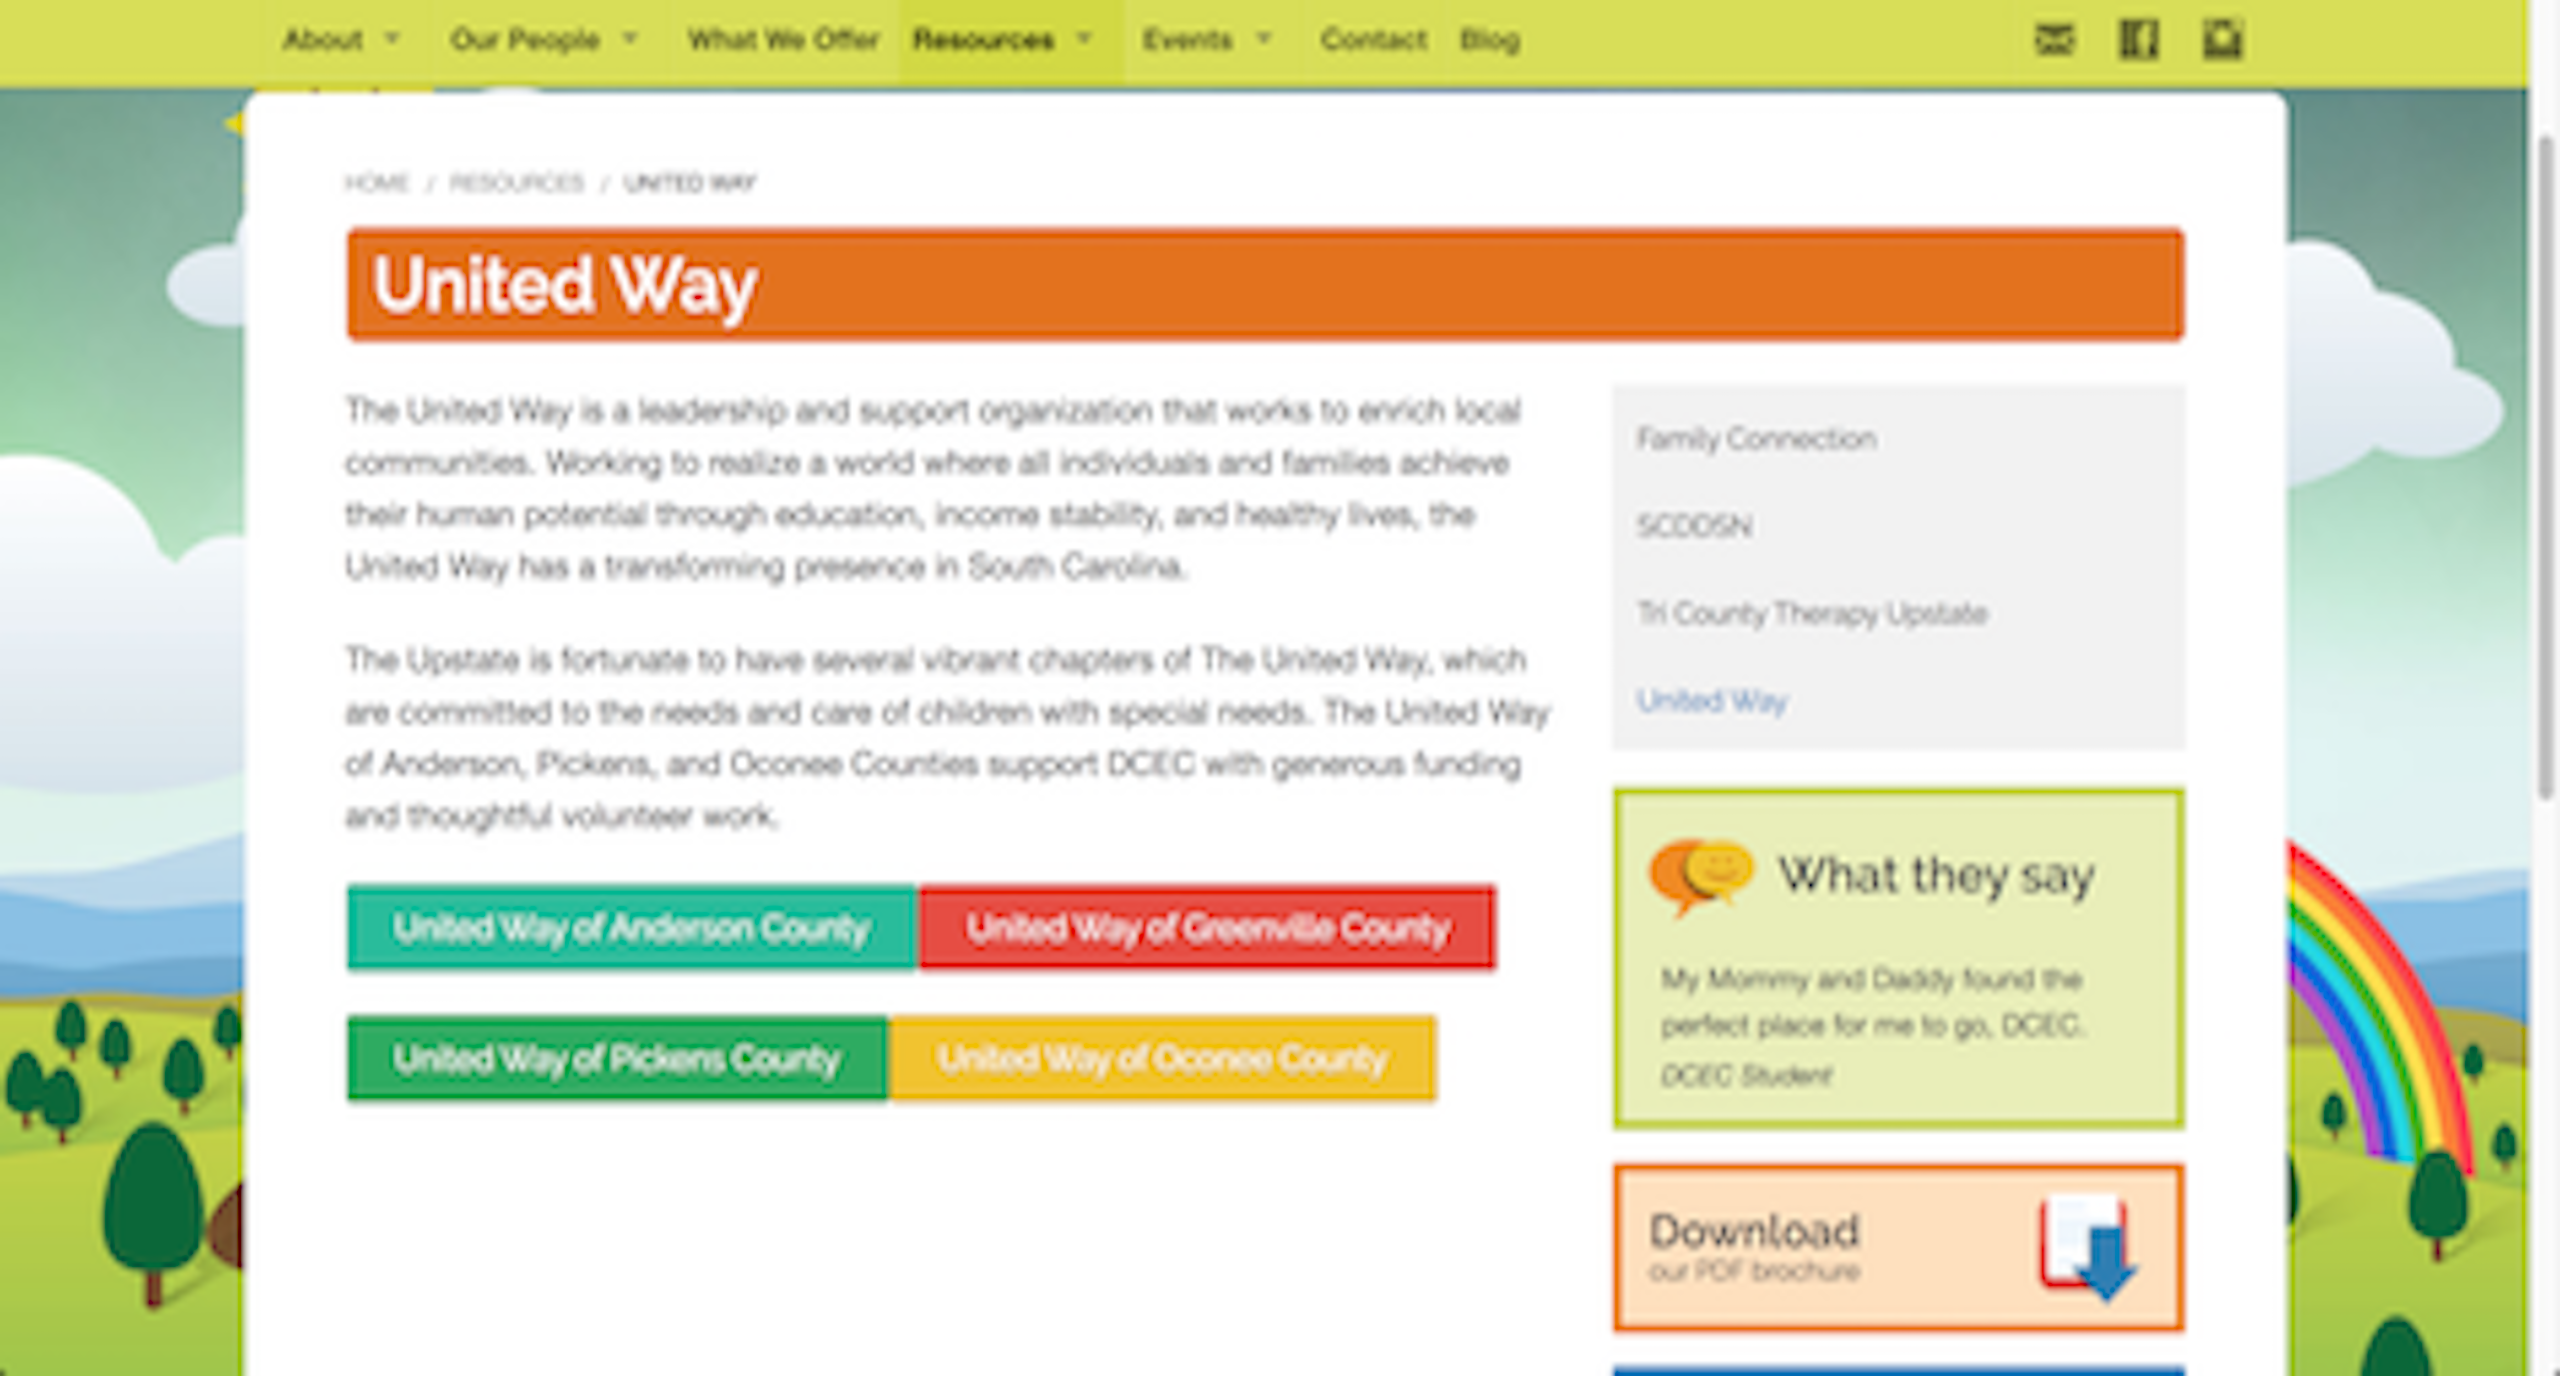 About Our People What We Offer Resources Events Contact Blog
HOME / RESOURCES / UNITED WAY
United Way
The United Way is a leadership and support organization that works to enrich local
communities. Working to realize a world where all individuals and families achieve
their human potential through education, income stability, and healthy lives, the
United Way has a transforming presence in South Carolina.
The Upstate is fortunate to have several vibrant chapters of The United Way, which
are committed to the needs and care of children with special needs. The United Way
of Anderson, Pickens, and Oconee Counties support DCEC with generous funding
and thoughtful volunteer work.
United Way of Anderson County United Way of Greenville County
United Way of Pickens County United Way of Oconee County
Family Connection
SCDDSN
Tri County Therapy Upstate
United Way
What they say
My Mommy and Daddy found the
perfect place for me to go, DCEC.
DCEC Student
Download
our PDF brochure